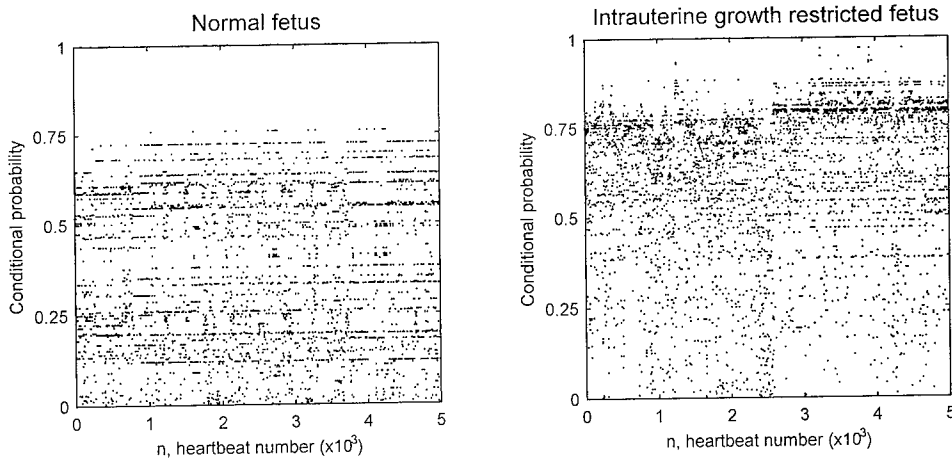 Normal fetus
1
0.75
0.5
0.25
0
Conditional probability
0 1 2 3 4 5
n, heartbeat number (x10³)
Intrauterine growth restricted fetus
1
0.75
0.5
0.25
0
Conditional probability
0 1 2 3 4 5
n, heartbeat number (x10³)